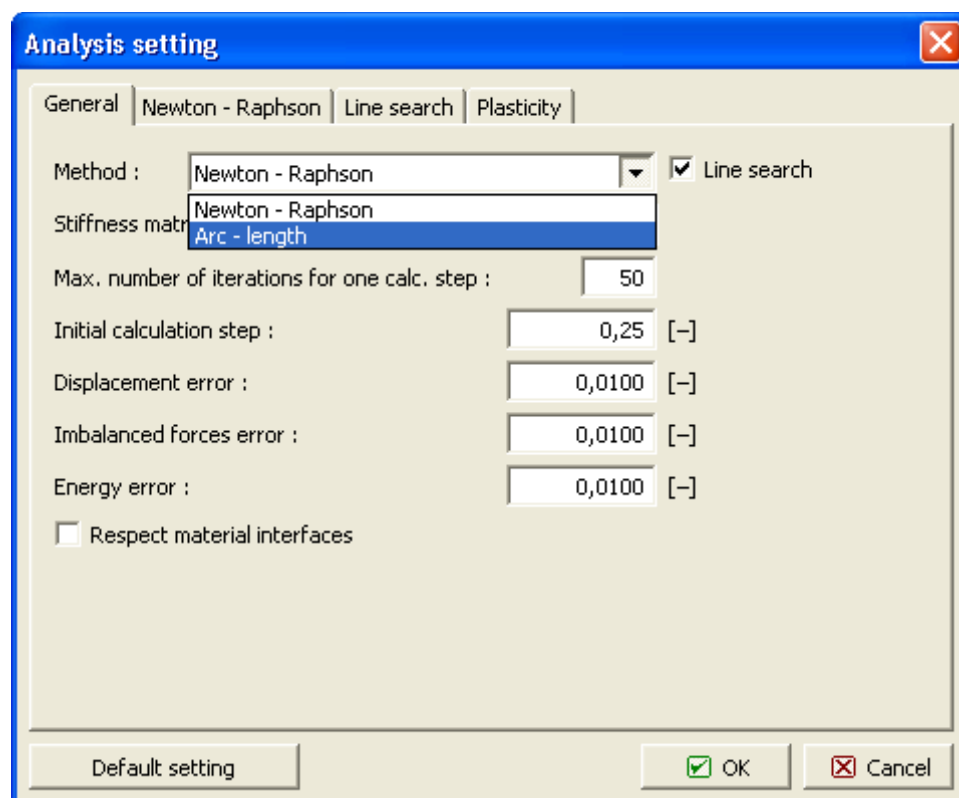 Analysis setting
General Newton - Raphson Line search Plasticity
Method : Newton - Raphson Line search
Newton - Raphson
Stiffness matr
Arc - length
Max. number of iterations for one calc. step : 50
Initial calculation step : 0,25 [–]
Displacement error : 0,0100 [–]
Imbalanced forces error : 0,0100 [–]
Energy error : 0,0100 [–]
Respect material interfaces
Default setting OK Cancel